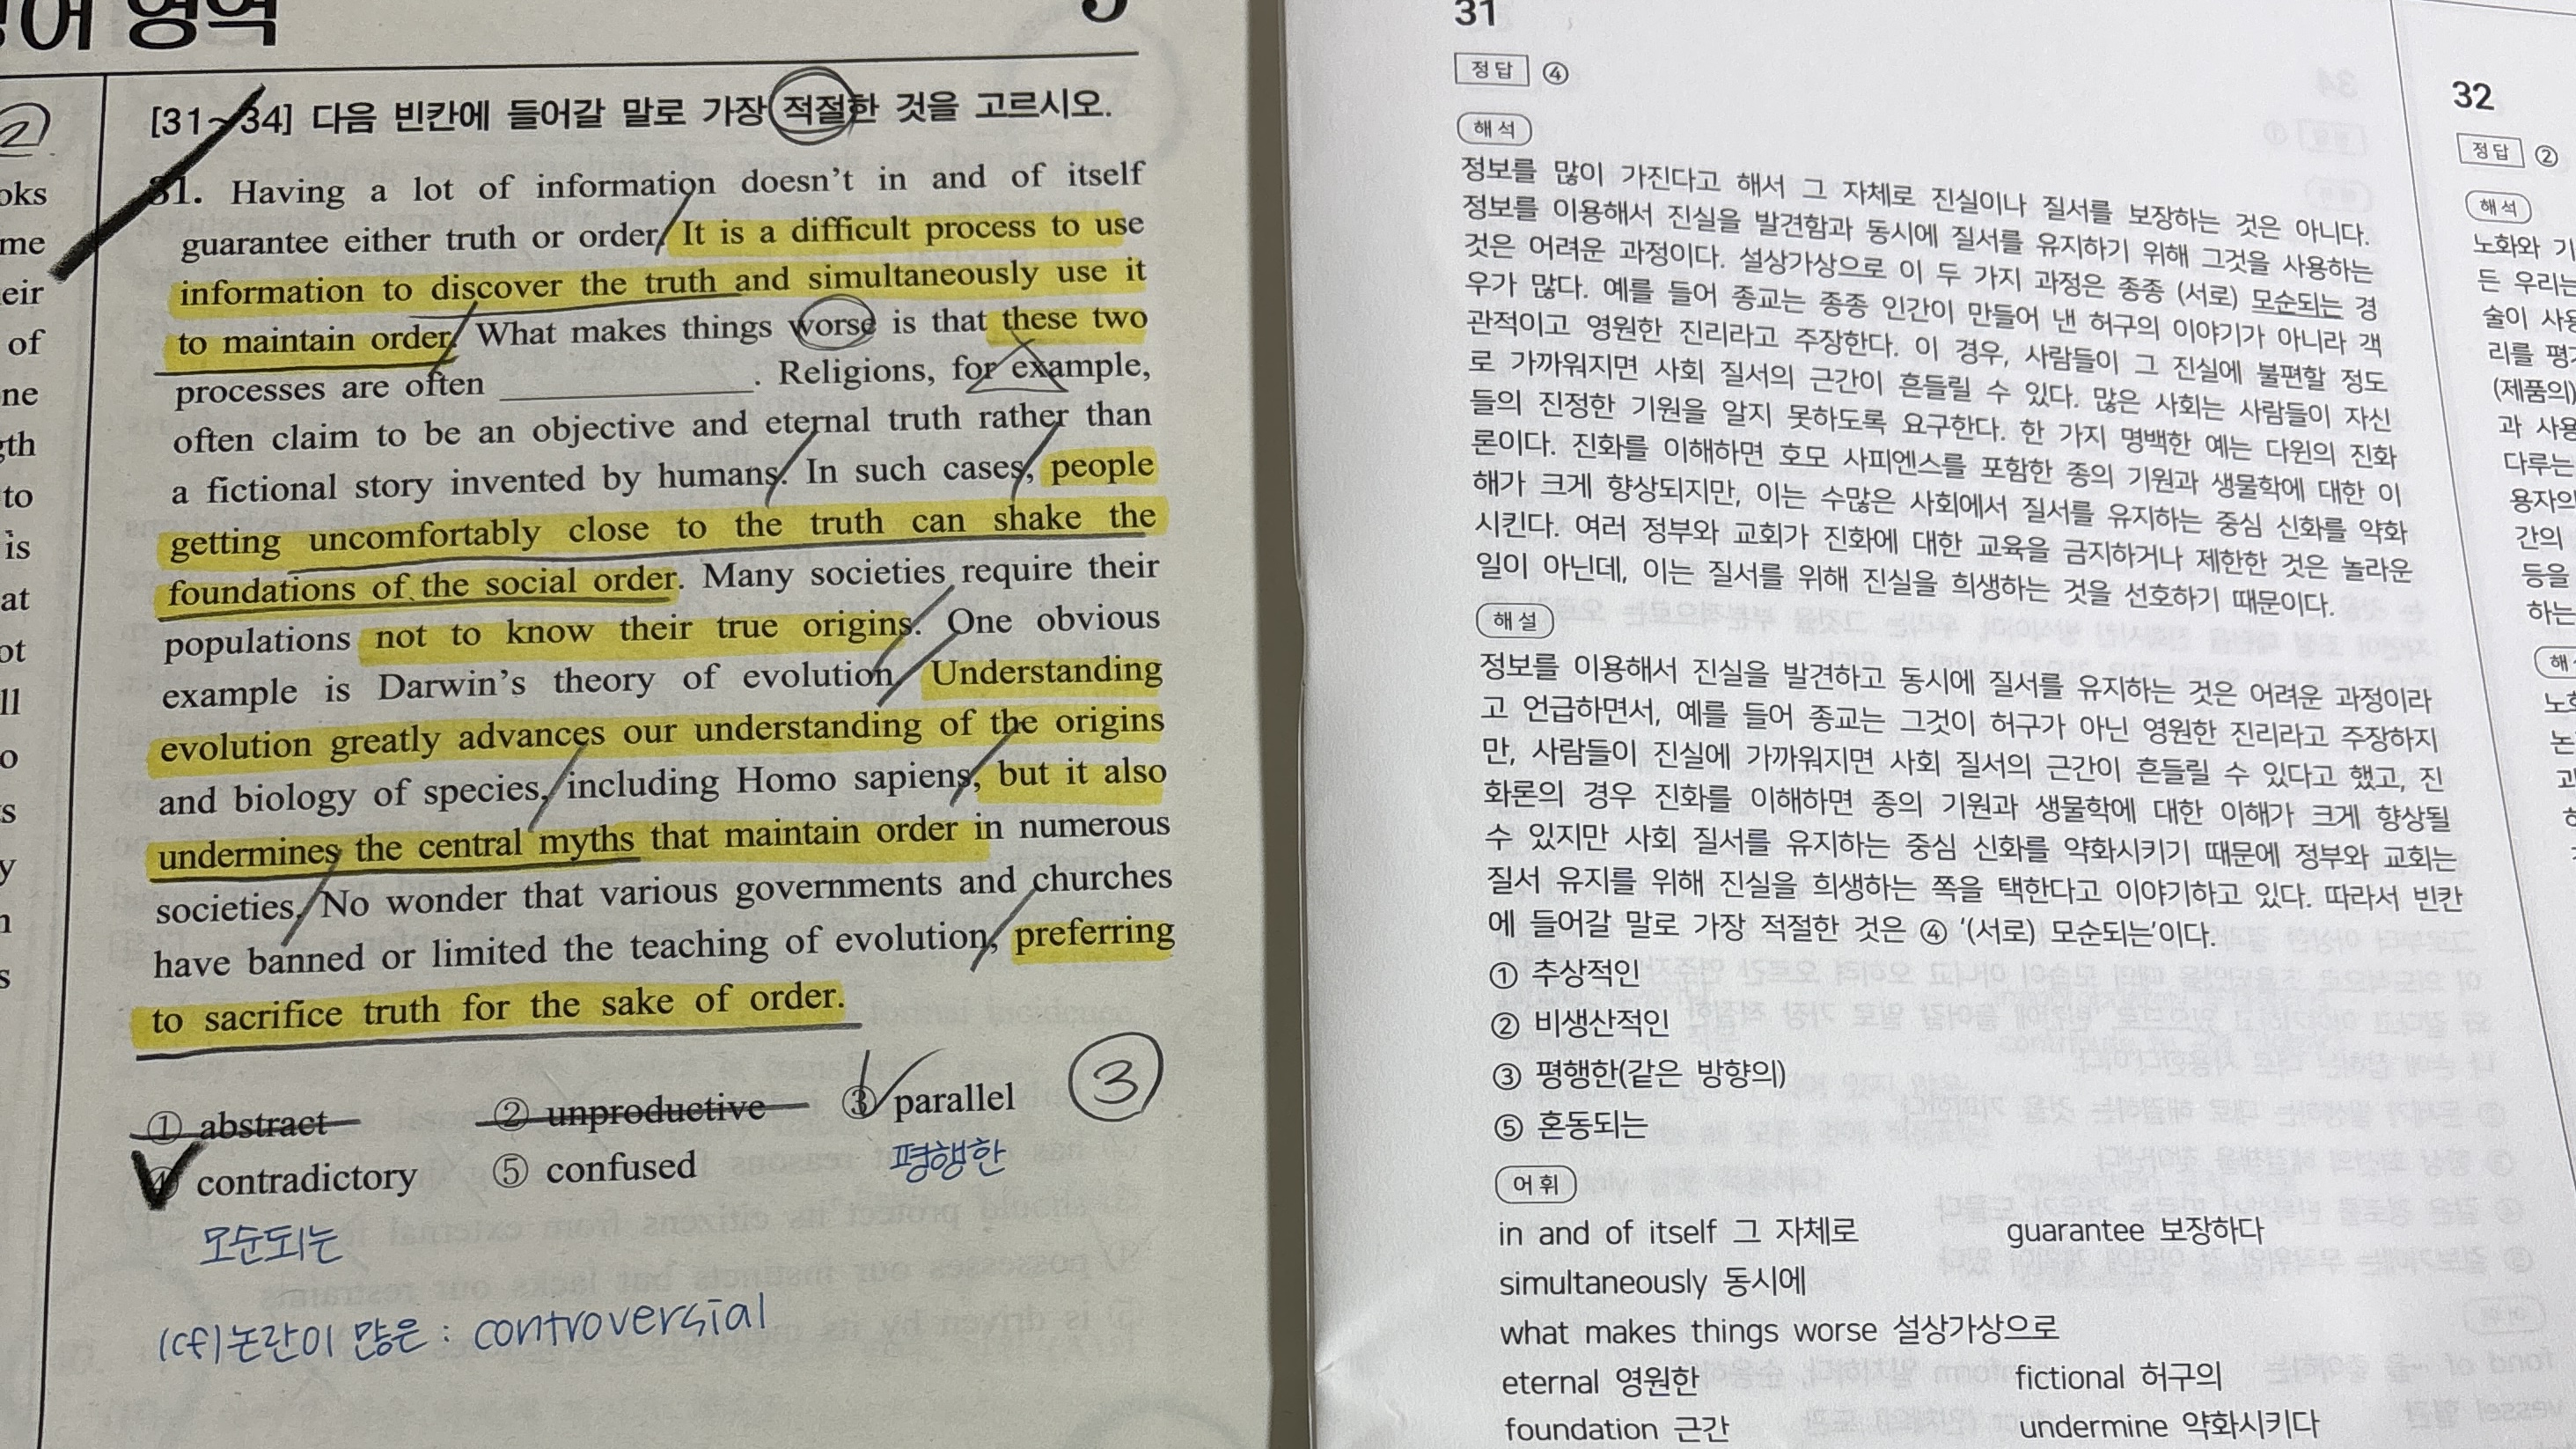 영역
[31~34] 다음 빈칸에 들어갈 말로 가장 적절한 것을 고르시오.
31. Having a lot of information doesn't in and of itself
guarantee either truth or order. It is a difficult process to use
information to discover the truth and simultaneously use it
to maintain order. What makes things worse is that these two
processes are often ____________. Religions, for example,
often claim to be an objective and eternal truth rather than
a fictional story invented by humans. In such cases, people
getting uncomfortably close to the truth can shake the
foundations of the social order. Many societies require their
populations not to know their true origins. One obvious
example is Darwin's theory of evolution. Understanding
evolution greatly advances our understanding of the origins
and biology of species, including Homo sapiens, but it also
undermines the central myths that maintain order in numerous
societies. No wonder that various governments and churches
have banned or limited the teaching of evolution, preferring
to sacrifice truth for the sake of order.
① abstract ② unproductive ③ parallel ③
평행한
④ contradictory ⑤ confused
모순되는
(cf) 논란이 많은 : controversial
2
me
of
to
is
at
31
정답 ④
해석
정보를 많이 가진다고 해서 그 자체로 진실이나 질서를 보장하는 것은 아니다.
정보를 이용해서 진실을 발견함과 동시에 질서를 유지하기 위해 그것을 사용하는
것은 어려운 과정이다. 설상가상으로 이 두 가지 과정은 종종 (서로) 모순되는 경
우가 많다. 예를 들어 종교는 종종 인간이 만들어 낸 허구의 이야기가 아니라 객
관적이고 영원한 진리라고 주장한다. 이 경우, 사람들이 그 진실에 불편할 정도
로 가까워지면 사회 질서의 근간이 흔들릴 수 있다. 많은 사회는 사람들이 자신
들의 진정한 기원을 알지 못하도록 요구한다. 한 가지 명백한 예는 다윈의 진화
론이다. 진화를 이해하면 호모 사피엔스를 포함한 종의 기원과 생물학에 대한 이
해가 크게 향상되지만, 이는 수많은 사회에서 질서를 유지하는 중심 신화를 약화
시킨다. 여러 정부와 교회가 진화에 대한 교육을 금지하거나 제한한 것은 놀라운
일이 아닌데, 이는 질서를 위해 진실을 희생하는 것을 선호하기 때문이다.
해설
정보를 이용해서 진실을 발견하고 동시에 질서를 유지하는 것은 어려운 과정이라
고 언급하면서, 예를 들어 종교는 그것이 허구가 아닌 영원한 진리라고 주장하지
만, 사람들이 진실에 가까워지면 사회 질서의 근간이 흔들릴 수 있다고 했고, 진
화론의 경우 진화를 이해하면 종의 기원과 생물학에 대한 이해가 크게 향상될
수 있지만 사회 질서를 유지하는 중심 신화를 약화시키기 때문에 정부와 교회는
질서 유지를 위해 진실을 희생하는 쪽을 택한다고 이야기하고 있다. 따라서 빈칸
에 들어갈 말로 가장 적절한 것은 ④ '(서로) 모순되는'이다.
① 추상적인
② 비생산적인
③ 평행한(같은 방향의)
⑤ 혼동되는
어휘
in and of itself 그 자체로 guarantee 보장하다
simultaneously 동시에
what makes things worse 설상가상으로
eternal 영원한 fictional 허구의
foundation 근간 undermine 약화시키다
32
정답 ②
해석
노화와 기
든 우리는
술이 사용
리를 평가
(제품의)
과 사용
다루는
용자의
간의
등을
하는